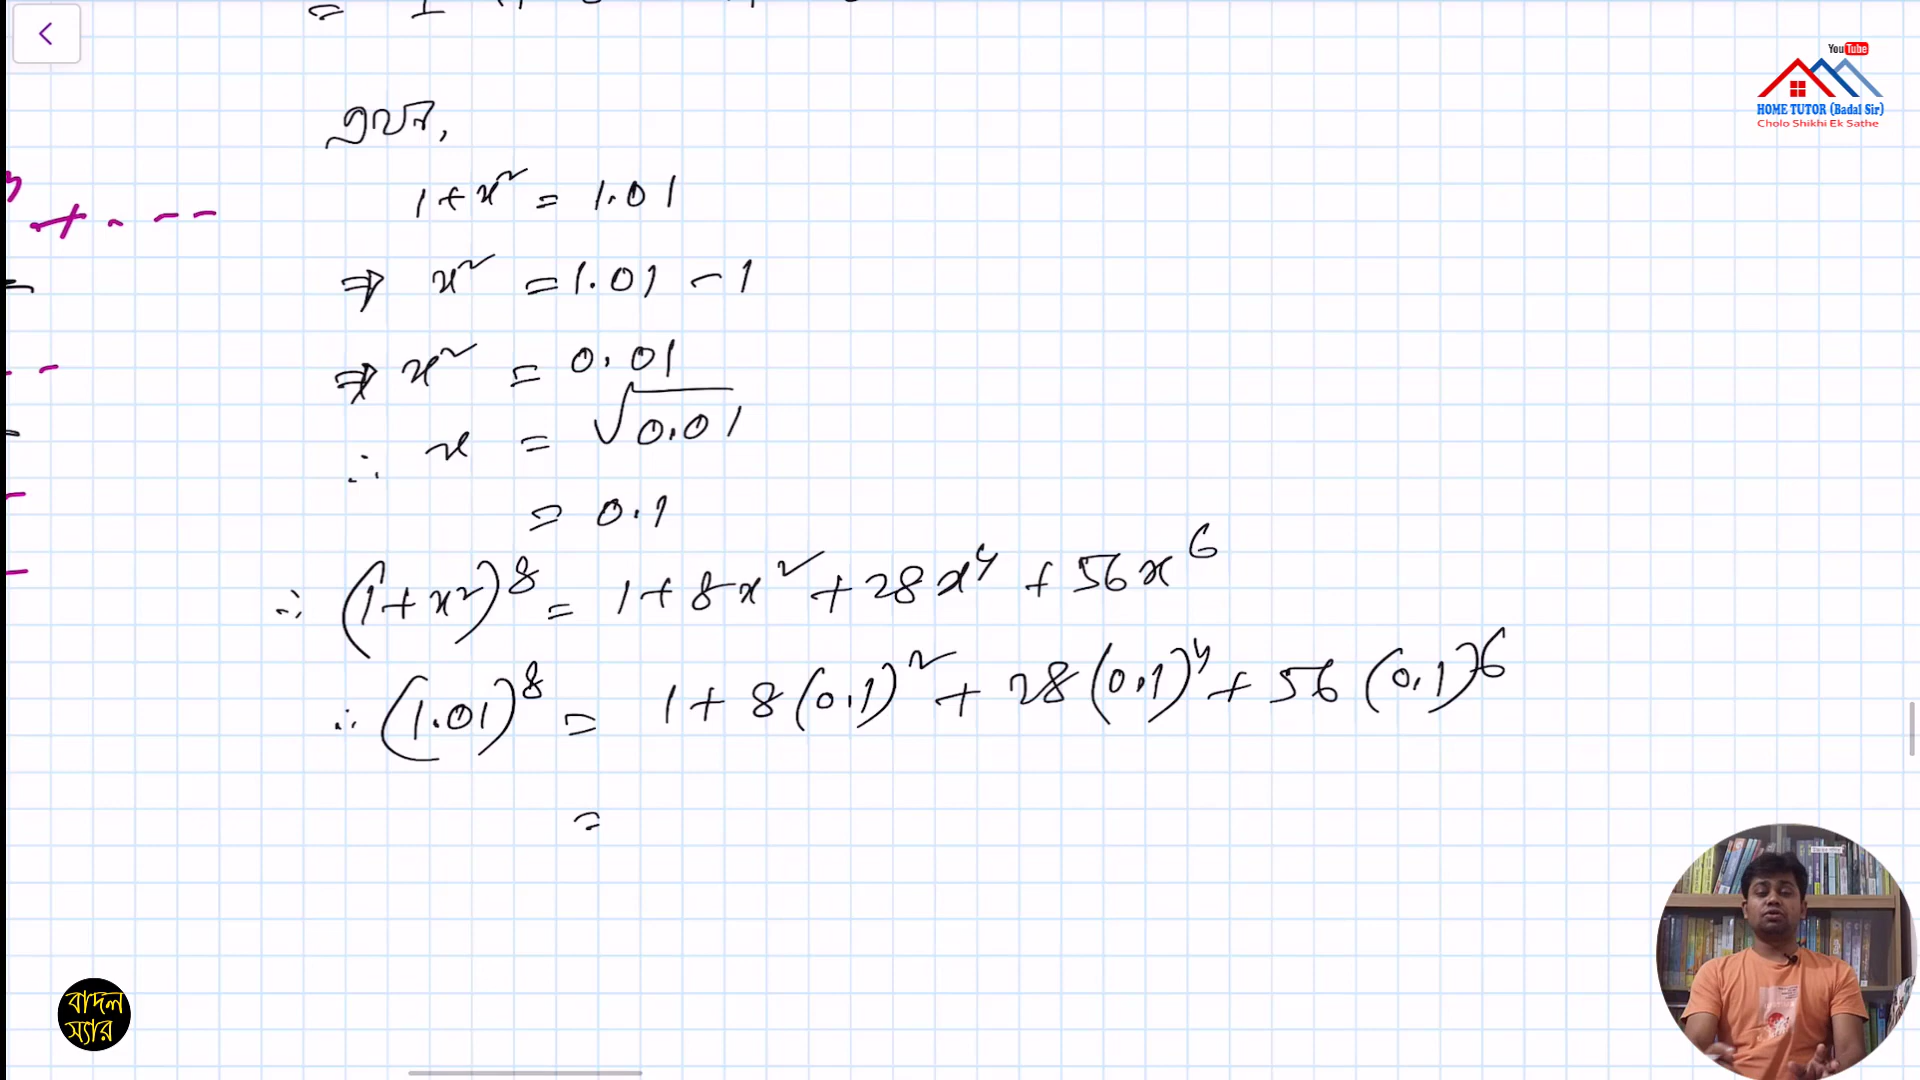 YouTube
HOME TUTOR (Badal Sir)
Cholo Shikhi Ek Sathe
এখন,
1 + x² = 1.01
⇒ x² = 1.01 − 1
⇒ x² = 0.01
∴ x = √0.01
= 0.1
∴ (1 + x²)⁸ = 1 + 8x² + 28x⁴ + 56x⁶
∴ (1.01)⁸ = 1 + 8(0.1)² + 28(0.1)⁴ + 56(0.1)⁶
=
বাদল
স্যার